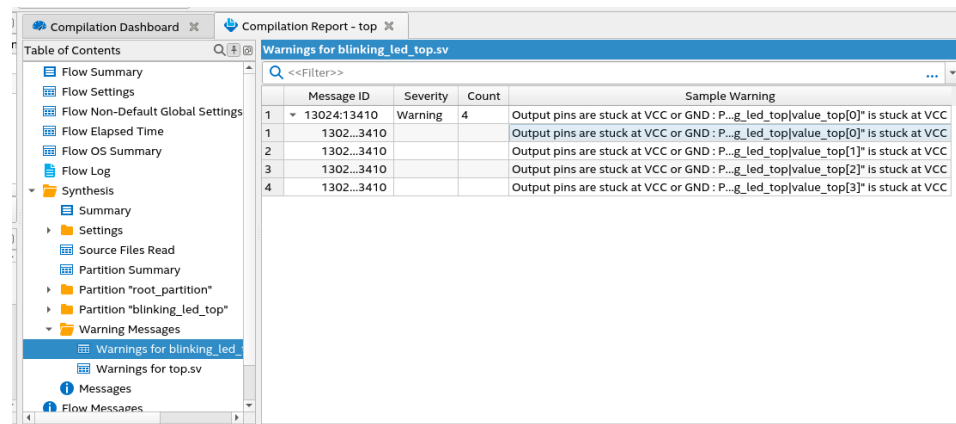 Compilation Dashboard
Compilation Report - top
Table of Contents
Flow Summary
Flow Settings
Flow Non-Default Global Settings
Flow Elapsed Time
Flow OS Summary
Flow Log
Synthesis
Summary
Settings
Source Files Read
Partition Summary
Partition "root_partition"
Partition "blinking_led_top"
Warning Messages
Warnings for blinking_led_
Warnings for top.sv
Messages
Flow Messages
Warnings for blinking_led_top.sv
<<Filter>>
...
Message ID Severity Count Sample Warning
1 13024:13410 Warning 4 Output pins are stuck at VCC or GND : P...g_led_top|value_top[0]" is stuck at VCC
1 1302...3410 Output pins are stuck at VCC or GND : P...g_led_top|value_top[0]" is stuck at VCC
2 1302...3410 Output pins are stuck at VCC or GND : P...g_led_top|value_top[1]" is stuck at VCC
3 1302...3410 Output pins are stuck at VCC or GND : P...g_led_top|value_top[2]" is stuck at VCC
4 1302...3410 Output pins are stuck at VCC or GND : P...g_led_top|value_top[3]" is stuck at VCC